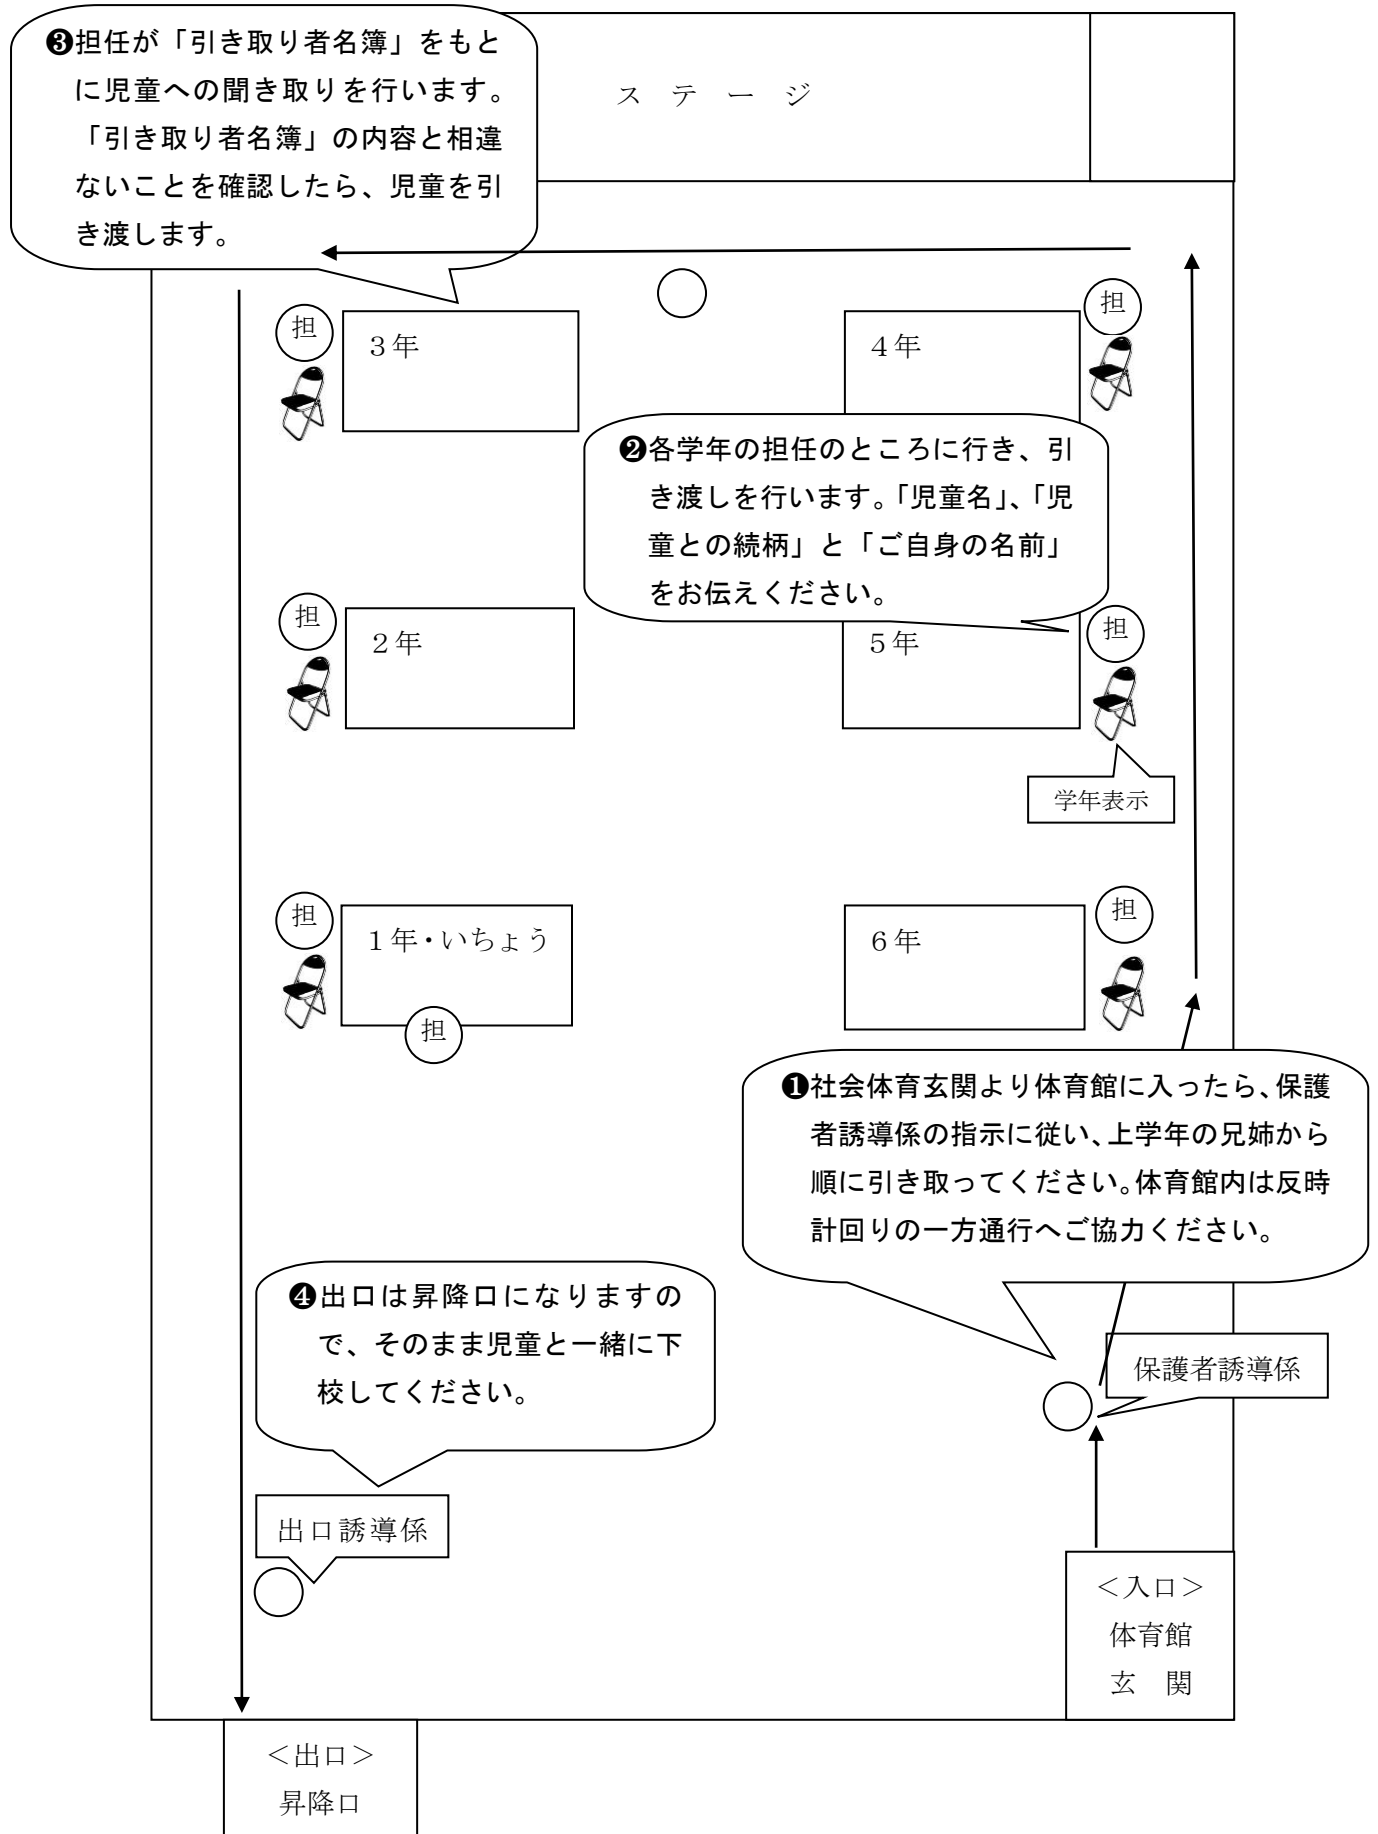 ❸担任が「引き取り者名簿」をもと
に児童への聞き取りを行います。
「引き取り者名簿」の内容と相違
ないことを確認したら、児童を引
き渡します。
ステージ
担
３年
４年
担
❷各学年の担任のところに行き、引
き渡しを行います。「児童名」、「児
童との続柄」と「ご自身の名前」
をお伝えください。
担
２年
５年
担
学年表示
担
１年・いちょう
担
６年
担
❶社会体育玄関より体育館に入ったら、保護
者誘導係の指示に従い、上学年の兄姉から
順に引き取ってください。体育館内は反時
計回りの一方通行へご協力ください。
❹出口は昇降口になりますの
で、そのまま児童と一緒に下
校してください。
保護者誘導係
出口誘導係
＜入口＞
体育館
玄　関
＜出口＞
昇降口